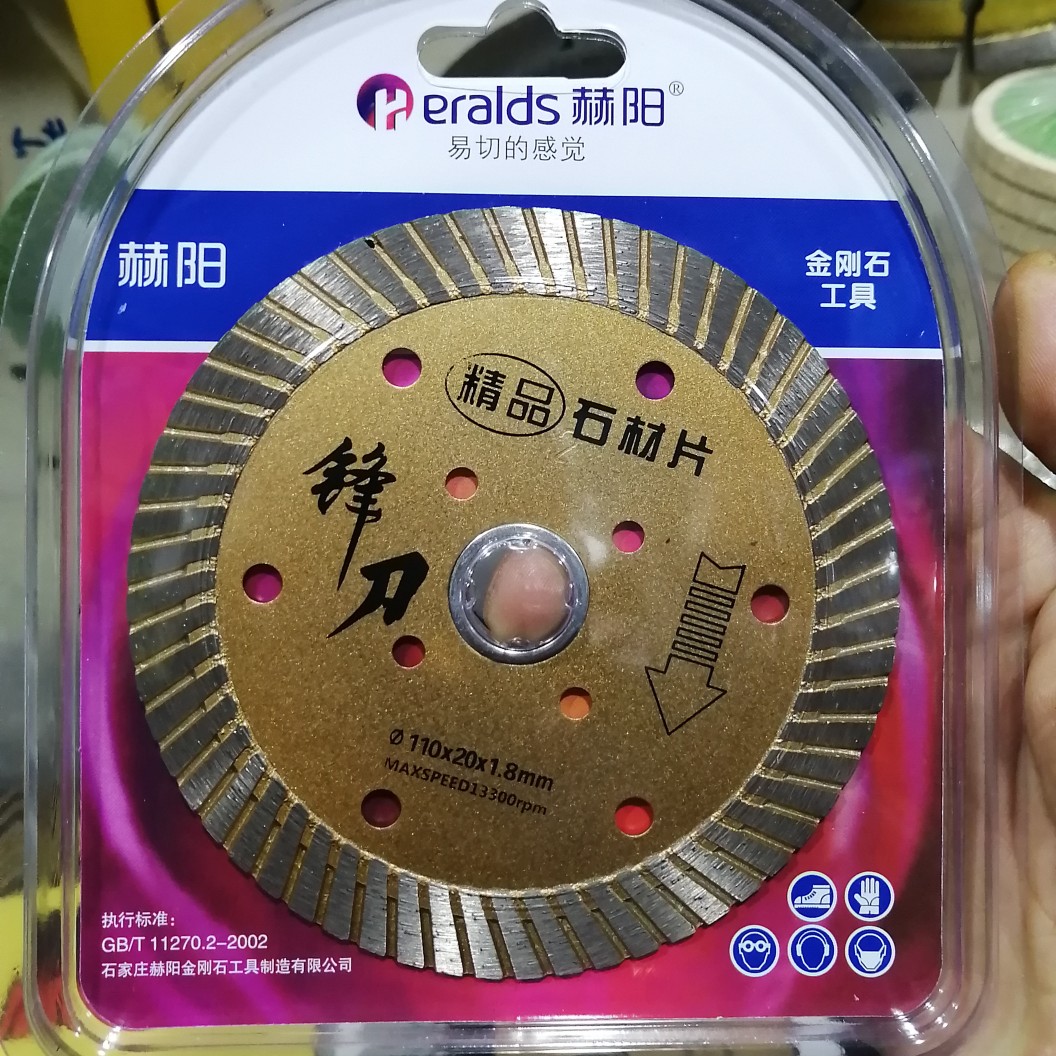 Heralds 赫阳®
易切的感觉
赫阳
金刚石
工具
精品 石材片
锋刀
Ø 110x20x1.8mm
MAXSPEED13300rpm
执行标准：
GB/T 11270.2-2002
石家庄赫阳金刚石工具制造有限公司